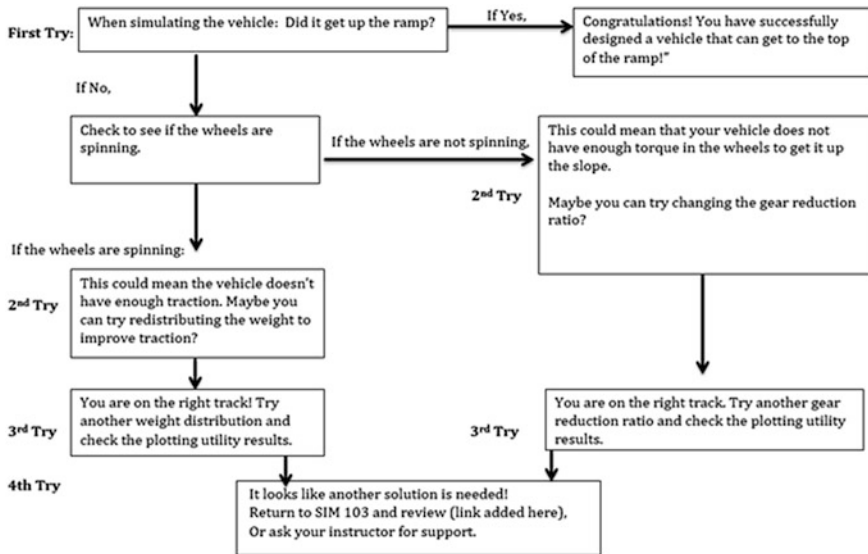 First Try:
When simulating the vehicle:  Did it get up the ramp?
If Yes,
Congratulations! You have successfully
designed a vehicle that can get to the top
of the ramp!"
If No,
Check to see if the wheels are
spinning.
If the wheels are not spinning,
2nd Try
This could mean that your vehicle does not
have enough torque in the wheels to get it up
the slope.
Maybe you can try changing the gear reduction
ratio?
If the wheels are spinning:
2nd Try
This could mean the vehicle doesn't
have enough traction. Maybe you
can try redistributing the weight to
improve traction?
3rd Try
You are on the right track! Try
another weight distribution and
check the plotting utility results.
3rd Try
You are on the right track. Try another gear
reduction ratio and check the plotting utility
results.
4th Try
It looks like another solution is needed!
Return to SIM 103 and review (link added here),
Or ask your instructor for support.